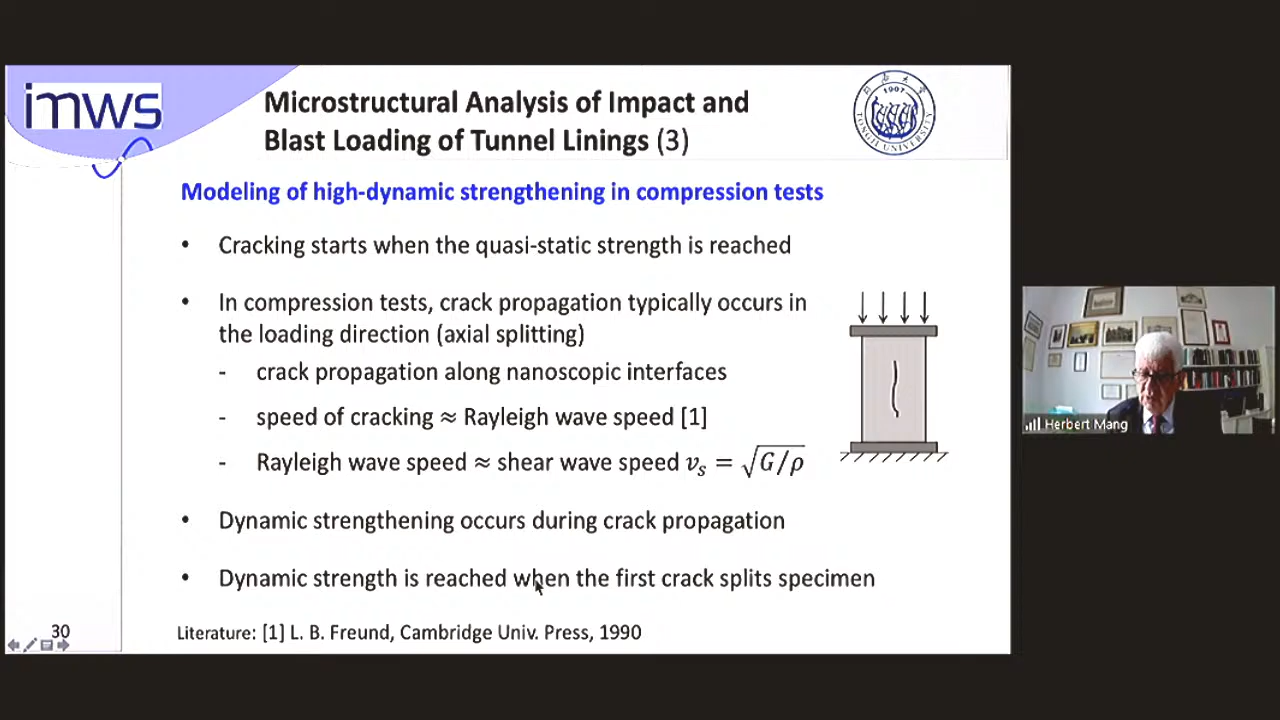 imws
Microstructural Analysis of Impact and
Blast Loading of Tunnel Linings (3)
1907
TONGJI UNIVERSITY
Modeling of high-dynamic strengthening in compression tests
• Cracking starts when the quasi-static strength is reached
• In compression tests, crack propagation typically occurs in
the loading direction (axial splitting)
- crack propagation along nanoscopic interfaces
- speed of cracking ≈ Rayleigh wave speed [1]
- Rayleigh wave speed ≈ shear wave speed v_s = √(G/ρ)
• Dynamic strengthening occurs during crack propagation
• Dynamic strength is reached when the first crack splits specimen
Literature: [1] L. B. Freund, Cambridge Univ. Press, 1990
30
Herbert Mang